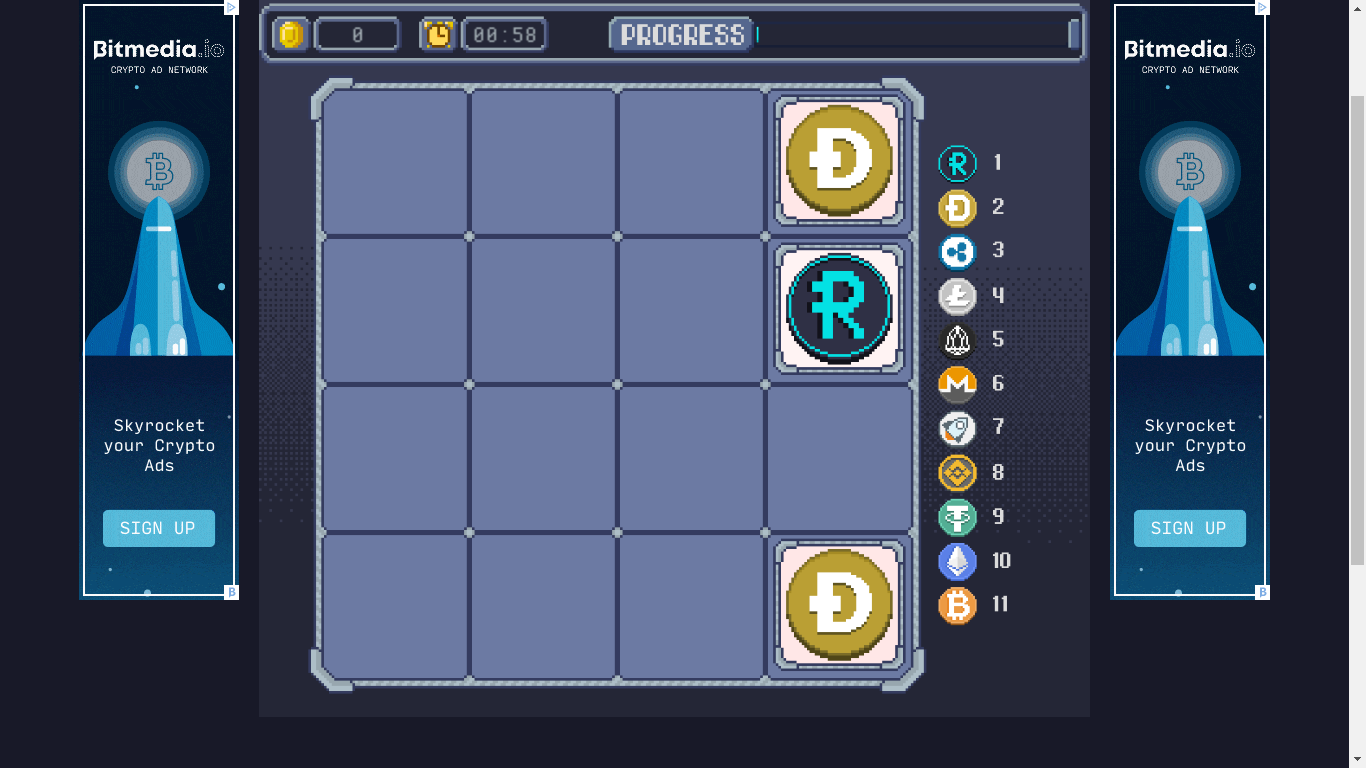 Bitmedia.io
CRYPTO AD NETWORK
Skyrocket
your Crypto
Ads
SIGN UP
0
00:58
PROGRESS
1
2
3
4
5
6
7
8
9
10
11
Bitmedia.io
CRYPTO AD NETWORK
Skyrocket
your Crypto
Ads
SIGN UP